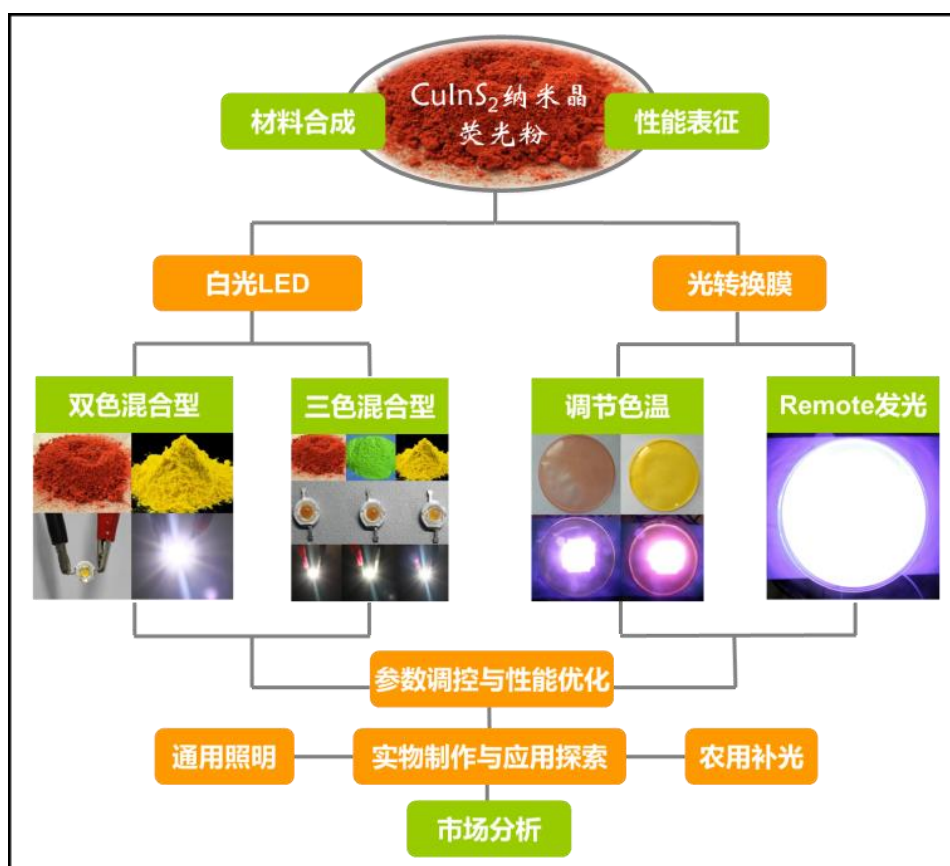 CuInS₂纳米晶
荧光粉
材料合成
性能表征
白光LED
光转换膜
双色混合型
三色混合型
调节色温
Remote发光
参数调控与性能优化
通用照明
实物制作与应用探索
农用补光
市场分析